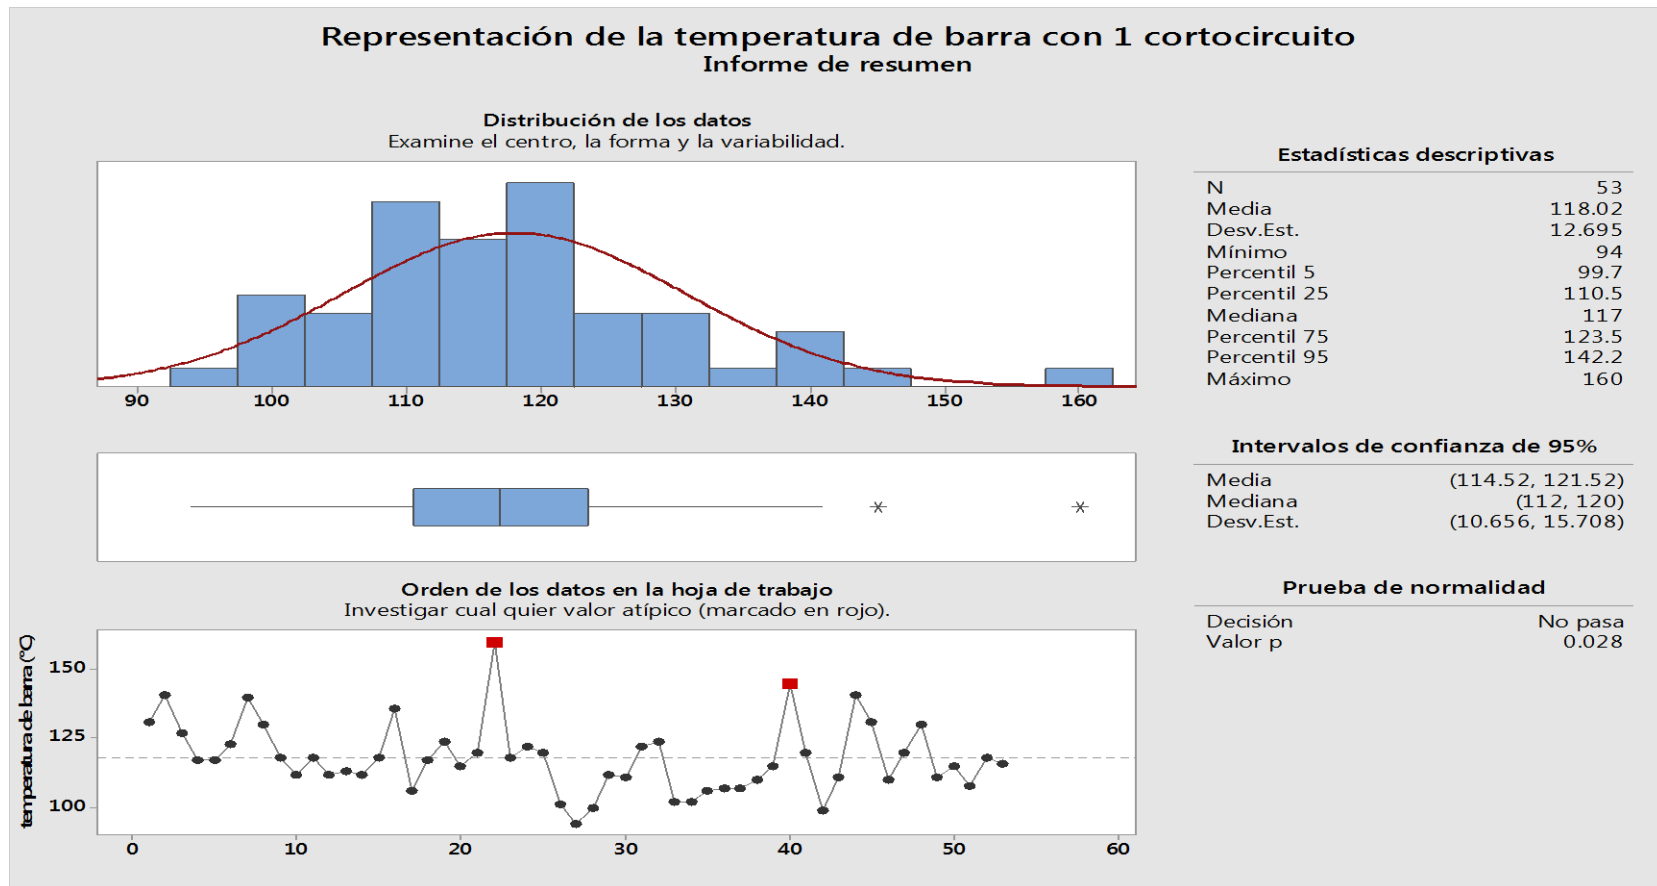 Representación de la temperatura de barra con 1 cortocircuito
Informe de resumen
Distribución de los datos
Examine el centro, la forma y la variabilidad.
90 100 110 120 130 140 150 160
Estadísticas descriptivas
N 53
Media 118.02
Desv.Est. 12.695
Mínimo 94
Percentil 5 99.7
Percentil 25 110.5
Mediana 117
Percentil 75 123.5
Percentil 95 142.2
Máximo 160
Intervalos de confianza de 95%
Media (114.52, 121.52)
Mediana (112, 120)
Desv.Est. (10.656, 15.708)
Orden de los datos en la hoja de trabajo
Investigar cual quier valor atípico (marcado en rojo).
temperatura de barra (°C)
150
125
100
0 10 20 30 40 50 60
Prueba de normalidad
Decisión No pasa
Valor p 0.028